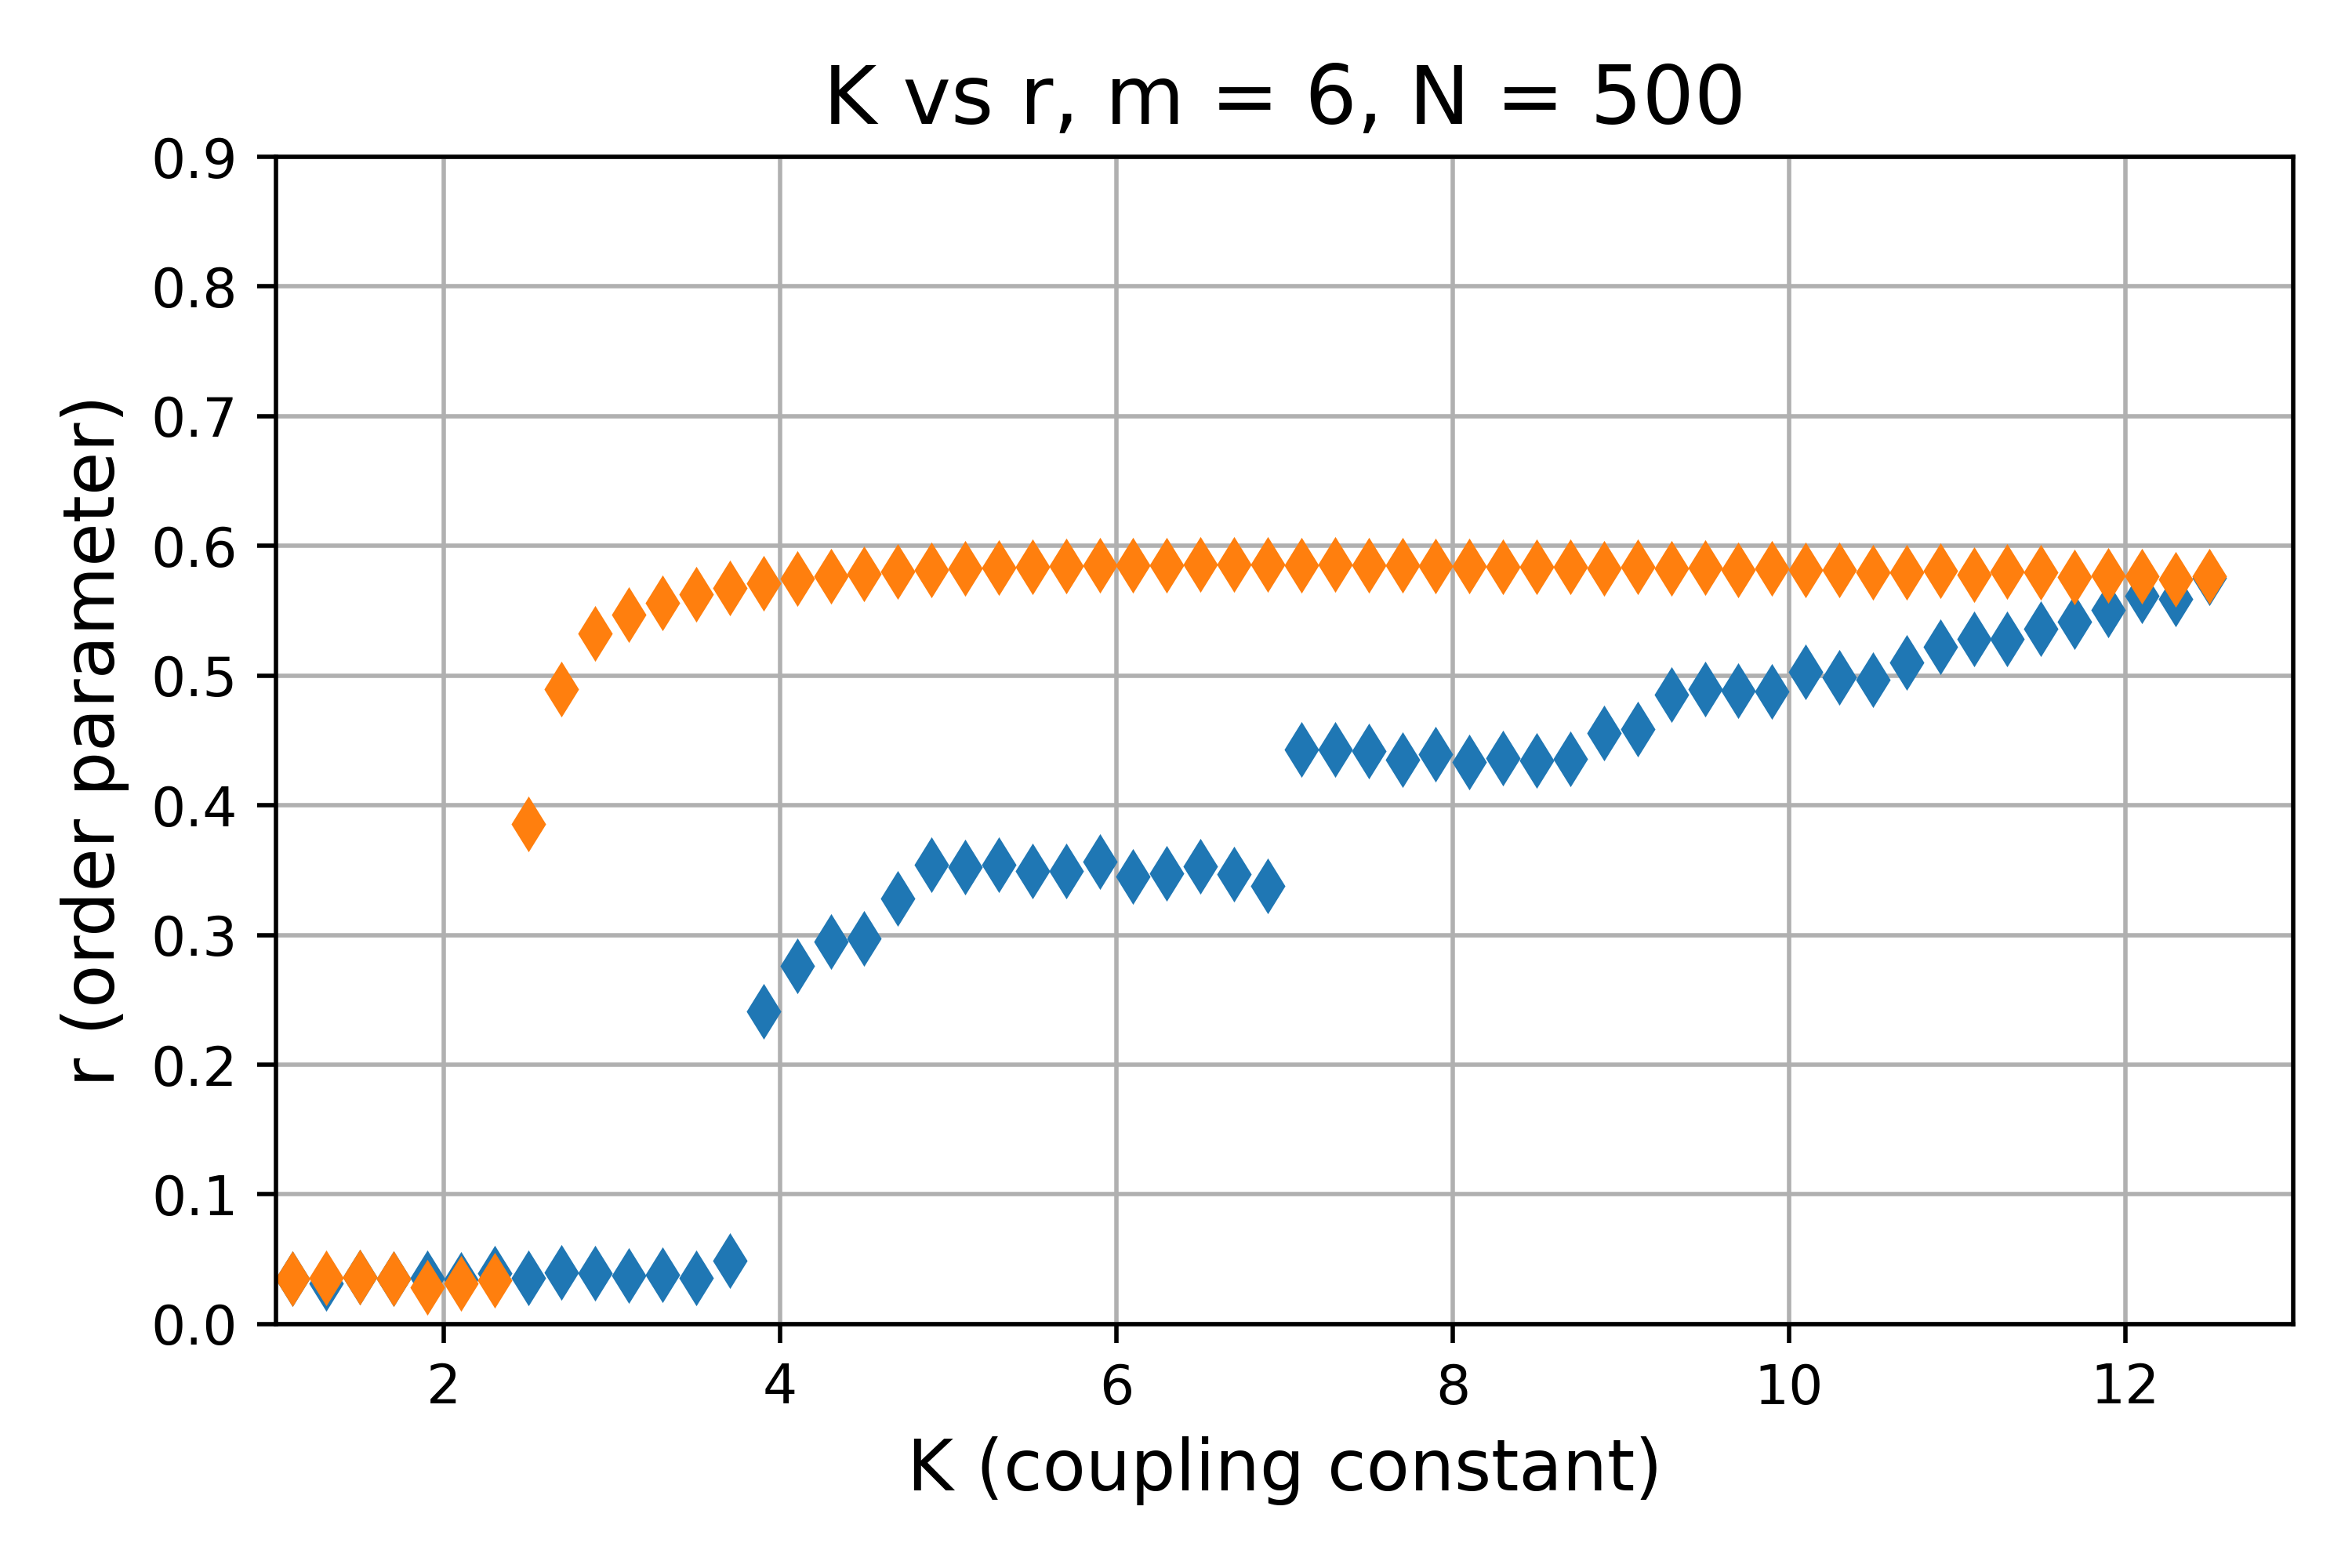 K vs r, m = 6, N = 500
r (order parameter)
0.9
0.8
0.7
0.6
0.5
0.4
0.3
0.2
0.1
0.0
2 4 6 8 10 12
K (coupling constant)